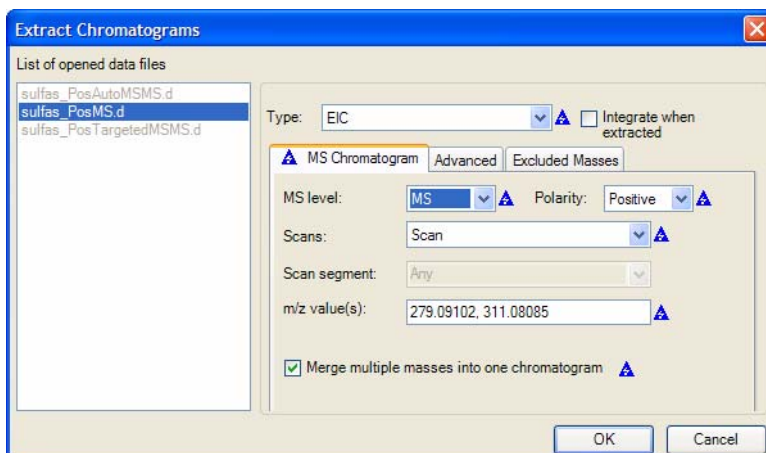 Extract Chromatograms
List of opened data files
sulfas_PosAutoMSMS.d
sulfas_PosMS.d
sulfas_PosTargetedMSMS.d
Type: EIC Integrate when
extracted
MS Chromatogram Advanced Excluded Masses
MS level: MS Polarity: Positive
Scans: Scan
Scan segment: Any
m/z value(s): 279.09102, 311.08085
Merge multiple masses into one chromatogram
OK Cancel